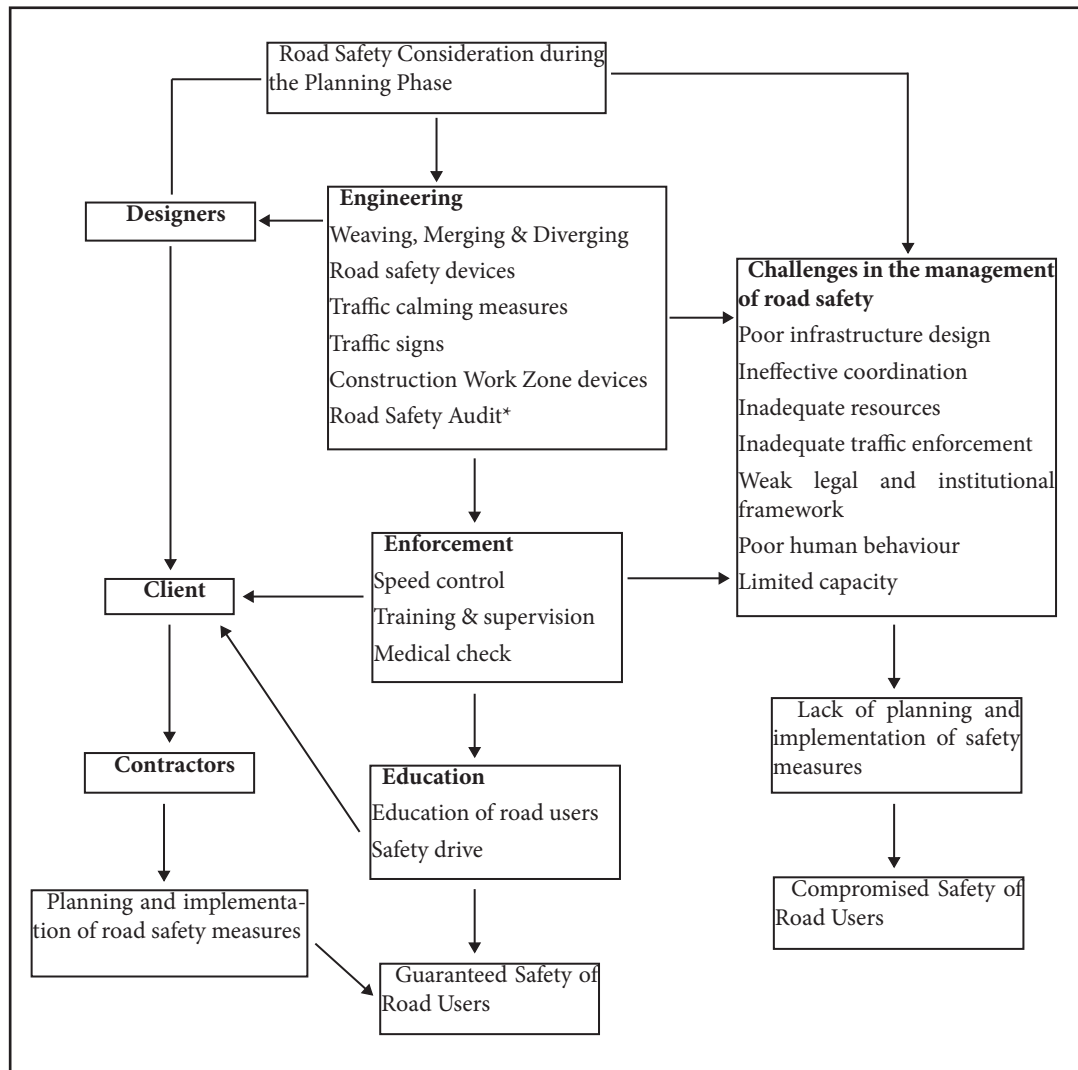 Road Safety Consideration during
the Planning Phase
Designers
Engineering
Weaving, Merging & Diverging
Road safety devices
Traffic calming measures
Traffic signs
Construction Work Zone devices
Road Safety Audit*
Challenges in the management
of road safety
Poor infrastructure design
Ineffective coordination
Inadequate resources
Inadequate traffic enforcement
Weak legal and institutional
framework
Poor human behaviour
Limited capacity
Enforcement
Speed control
Training & supervision
Medical check
Client
Lack of planning and
implementation of safety
measures
Contractors
Education
Education of road users
Safety drive
Planning and implementa-
tion of road safety measures
Compromised Safety of
Road Users
Guaranteed Safety of
Road Users